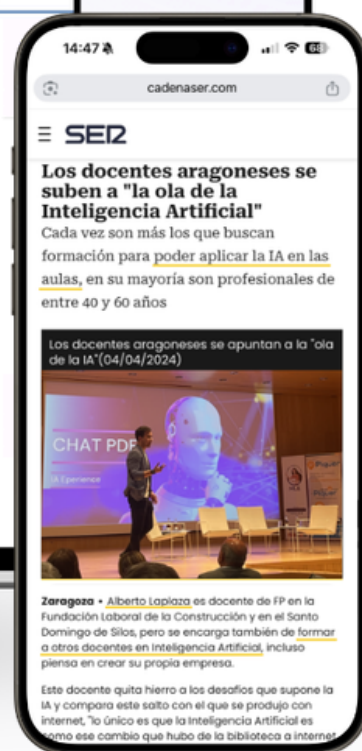 14:47
cadenaser.com
SER
Los docentes aragoneses se
suben a "la ola de la
Inteligencia Artificial"
Cada vez son más los que buscan
formación para poder aplicar la IA en las
aulas, en su mayoría son profesionales de
entre 40 y 60 años
Los docentes aragoneses se apuntan a la "ola
de la IA"(04/04/2024)
CHAT PDF
IA Experience
Zaragoza • Alberto Laplaza es docente de FP en la
Fundación Laboral de la Construcción y en el Santo
Domingo de Silos, pero se encarga también de formar
a otros docentes en Inteligencia Artificial, incluso
piensa en crear su propia empresa.
Este docente quita hierro a los desafíos que supone la
IA y compara este salto con el que se produjo con
internet, "lo único es que la Inteligencia Artificial es
como ese cambio que hubo de la biblioteca a internet